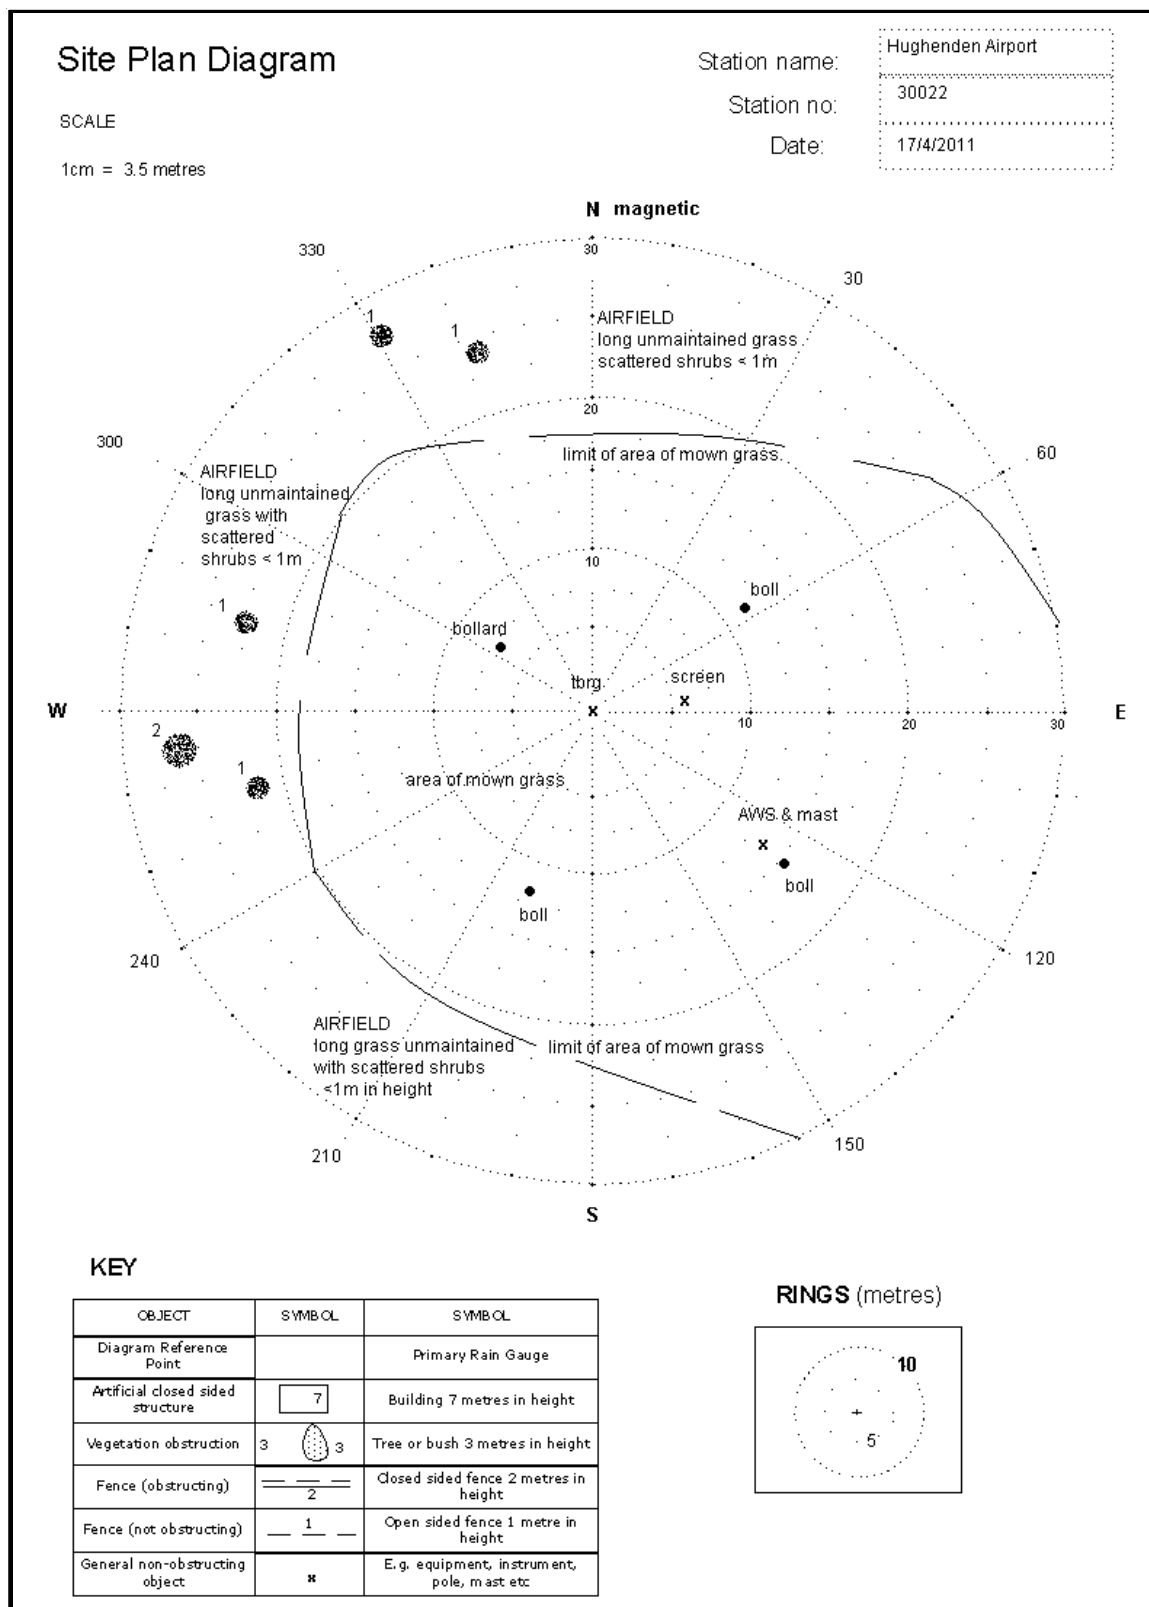 Site Plan Diagram
SCALE
1cm = 3.5 metres
Station name:
Hughenden Airport
Station no:
30022
Date:
17/4/2011
N magnetic
330
30
30
1
1
AIRFIELD
long unmaintained grass
scattered shrubs < 1m
20
300
60
limit of area of mown grass
AIRFIELD
long unmaintained
grass with
scattered
shrubs < 1m
10
boll
1
bollard
tbrg
screen
W
10
20
30
E
2
1
area of mown grass
AWS & mast
boll
boll
240
120
AIRFIELD
long grass unmaintained
with scattered shrubs
<1m in height
limit of area of mown grass
210
150
S
KEY
OBJECT
SYMBOL
SYMBOL
Diagram Reference
Point
Primary Rain Gauge
Artificial closed sided
structure
7
Building 7 metres in height
Vegetation obstruction
3
3
Tree or bush 3 metres in height
Fence (obstructing)
2
Closed sided fence 2 metres in
height
Fence (not obstructing)
1
Open sided fence 1 metre in
height
General non-obstructing
object
x
E.g. equipment, instrument,
pole, mast etc
RINGS (metres)
10
5